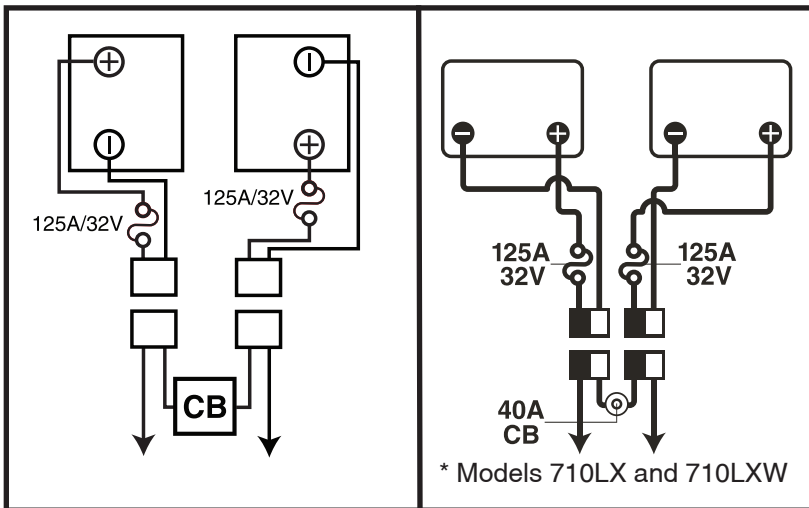 125A/32V
125A/32V
CB
125A
32V
125A
32V
40A
CB
* Models 710LX and 710LXW